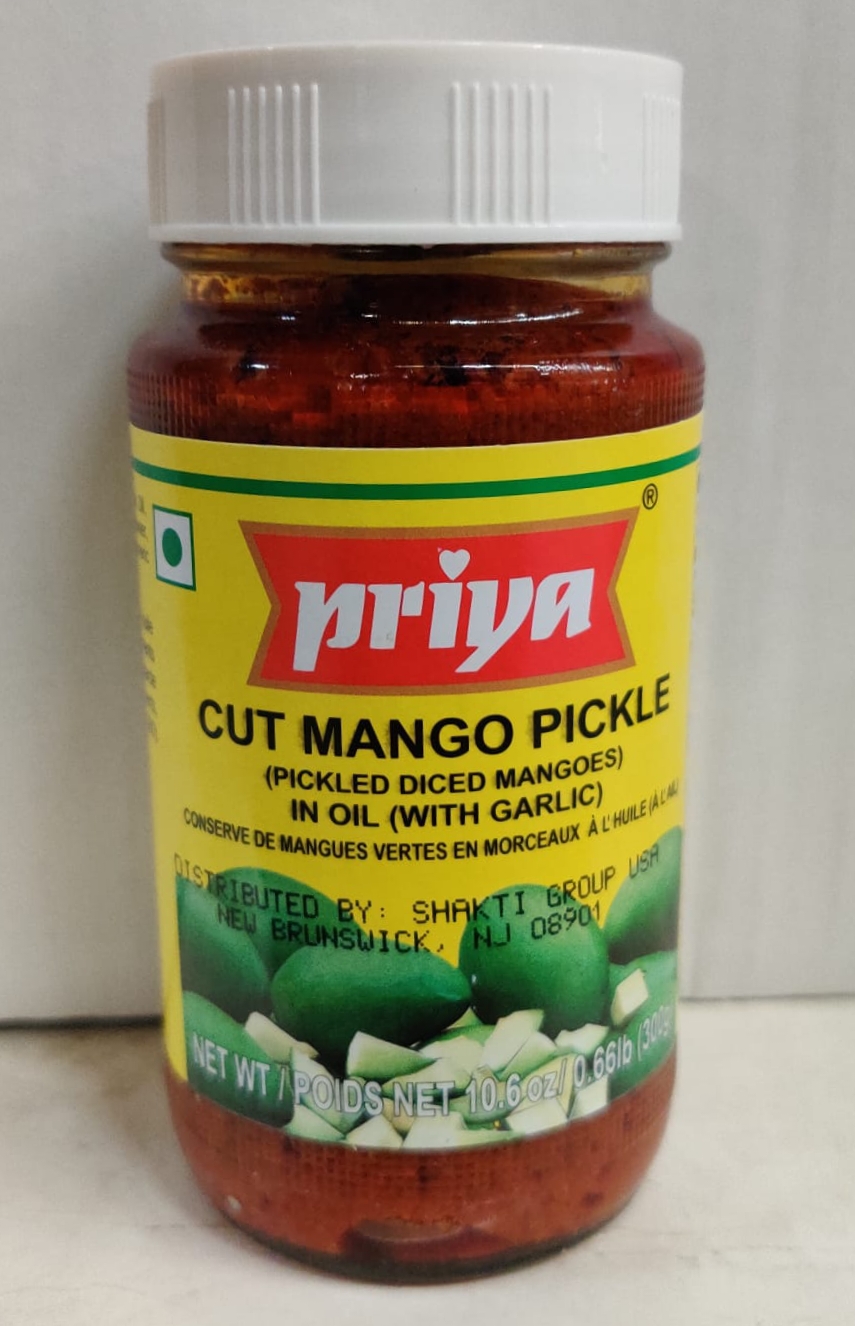 ®
priya
CUT MANGO PICKLE
(PICKLED DICED MANGOES)
IN OIL (WITH GARLIC)
CONSERVE DE MANGUES VERTES EN MORCEAUX À L'HUILE
DISTRIBUTED BY: SHAKTI GROUP USA
NEW BRUNSWICK, NJ 08901
NET WT / POIDS NET 10.6 oz/ 0.66lb (300g)